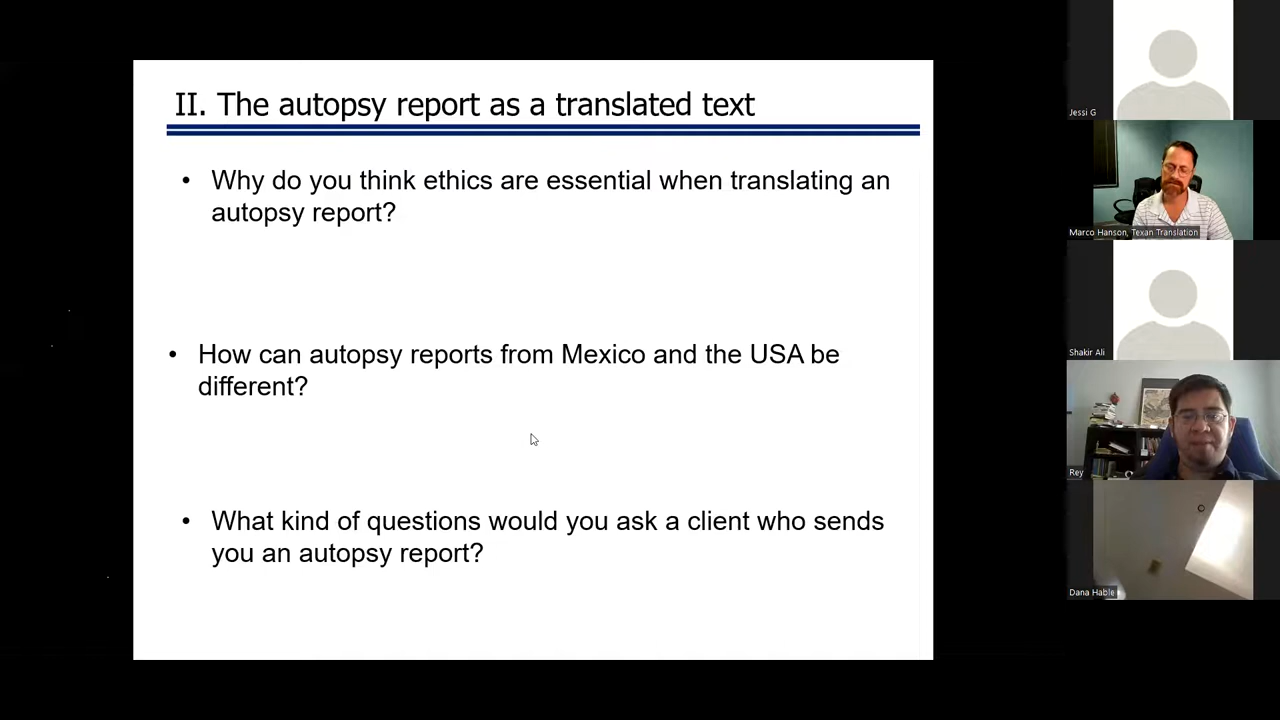 II. The autopsy report as a translated text
• Why do you think ethics are essential when translating an
autopsy report?
• How can autopsy reports from Mexico and the USA be
different?
• What kind of questions would you ask a client who sends
you an autopsy report?
Jessi G
Marco Hanson, Texan Translation
Shakir Ali
Rey
Dana Hable